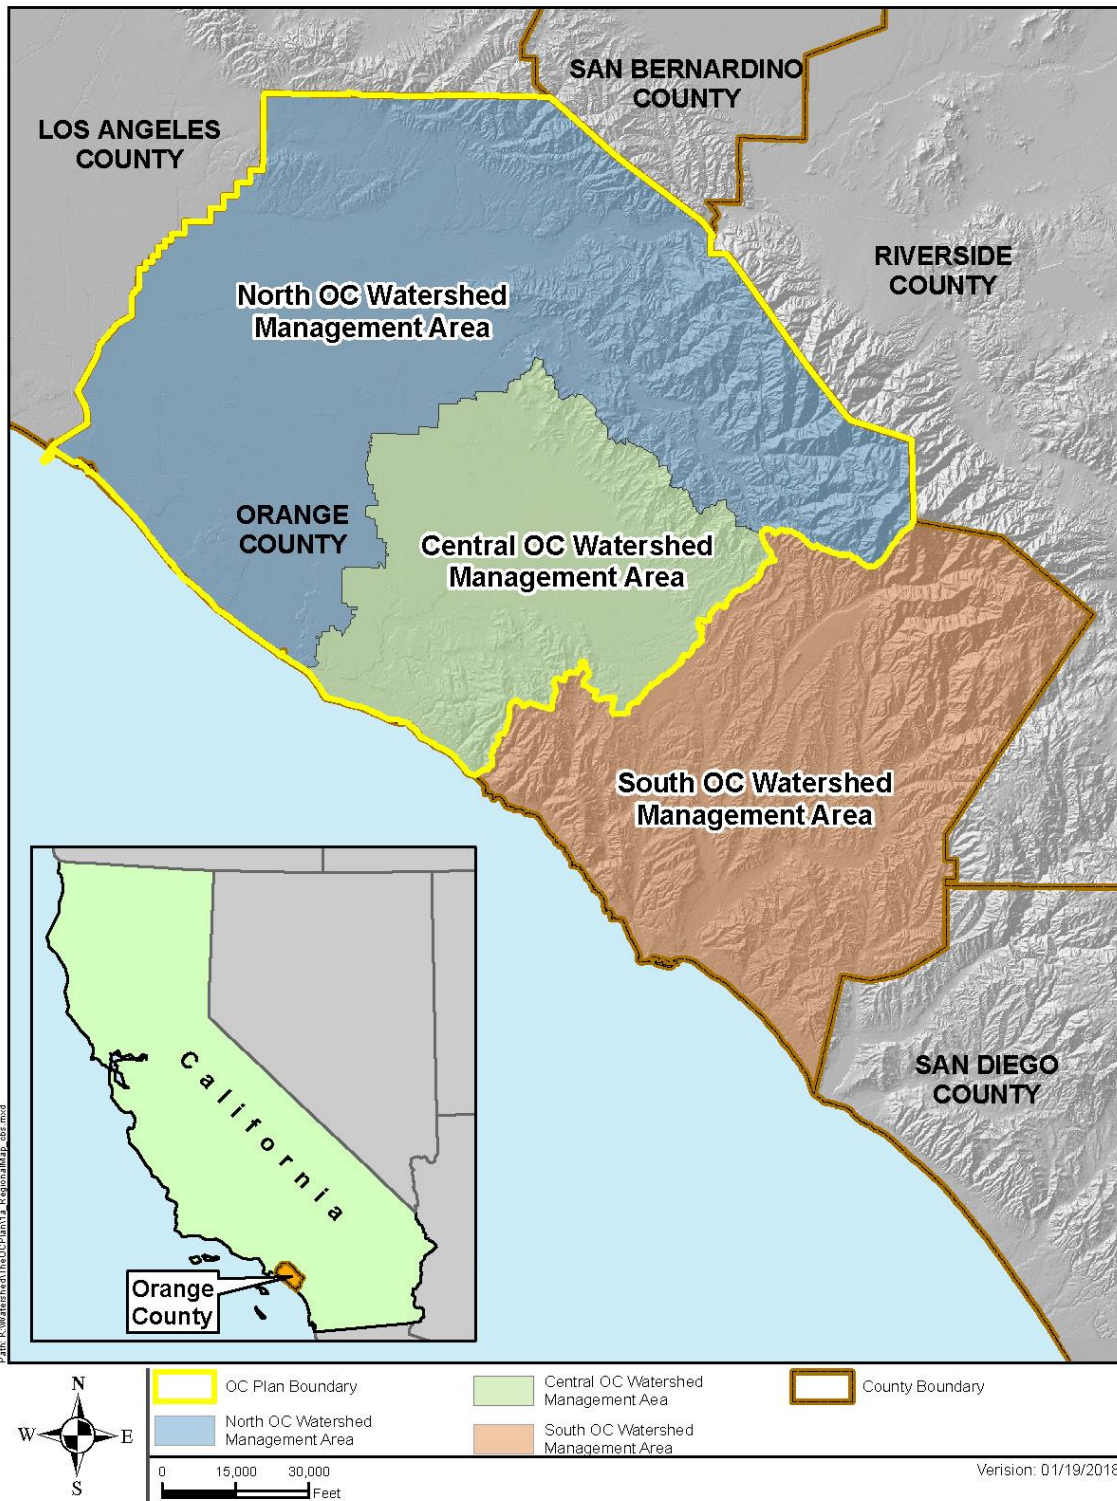 SAN BERNARDINO
COUNTY
LOS ANGELES
COUNTY
RIVERSIDE
COUNTY
North OC Watershed
Management Area
ORANGE
COUNTY
Central OC Watershed
Management Area
South OC Watershed
Management Area
SAN DIEGO
COUNTY
California
Orange
County
N
W
E
S
OC Plan Boundary
North OC Watershed
Management Area
Central OC Watershed
Management Aea
South OC Watershed
Management Area
County Boundary
0 15,000 30,000
Feet
Verision: 01/19/2018